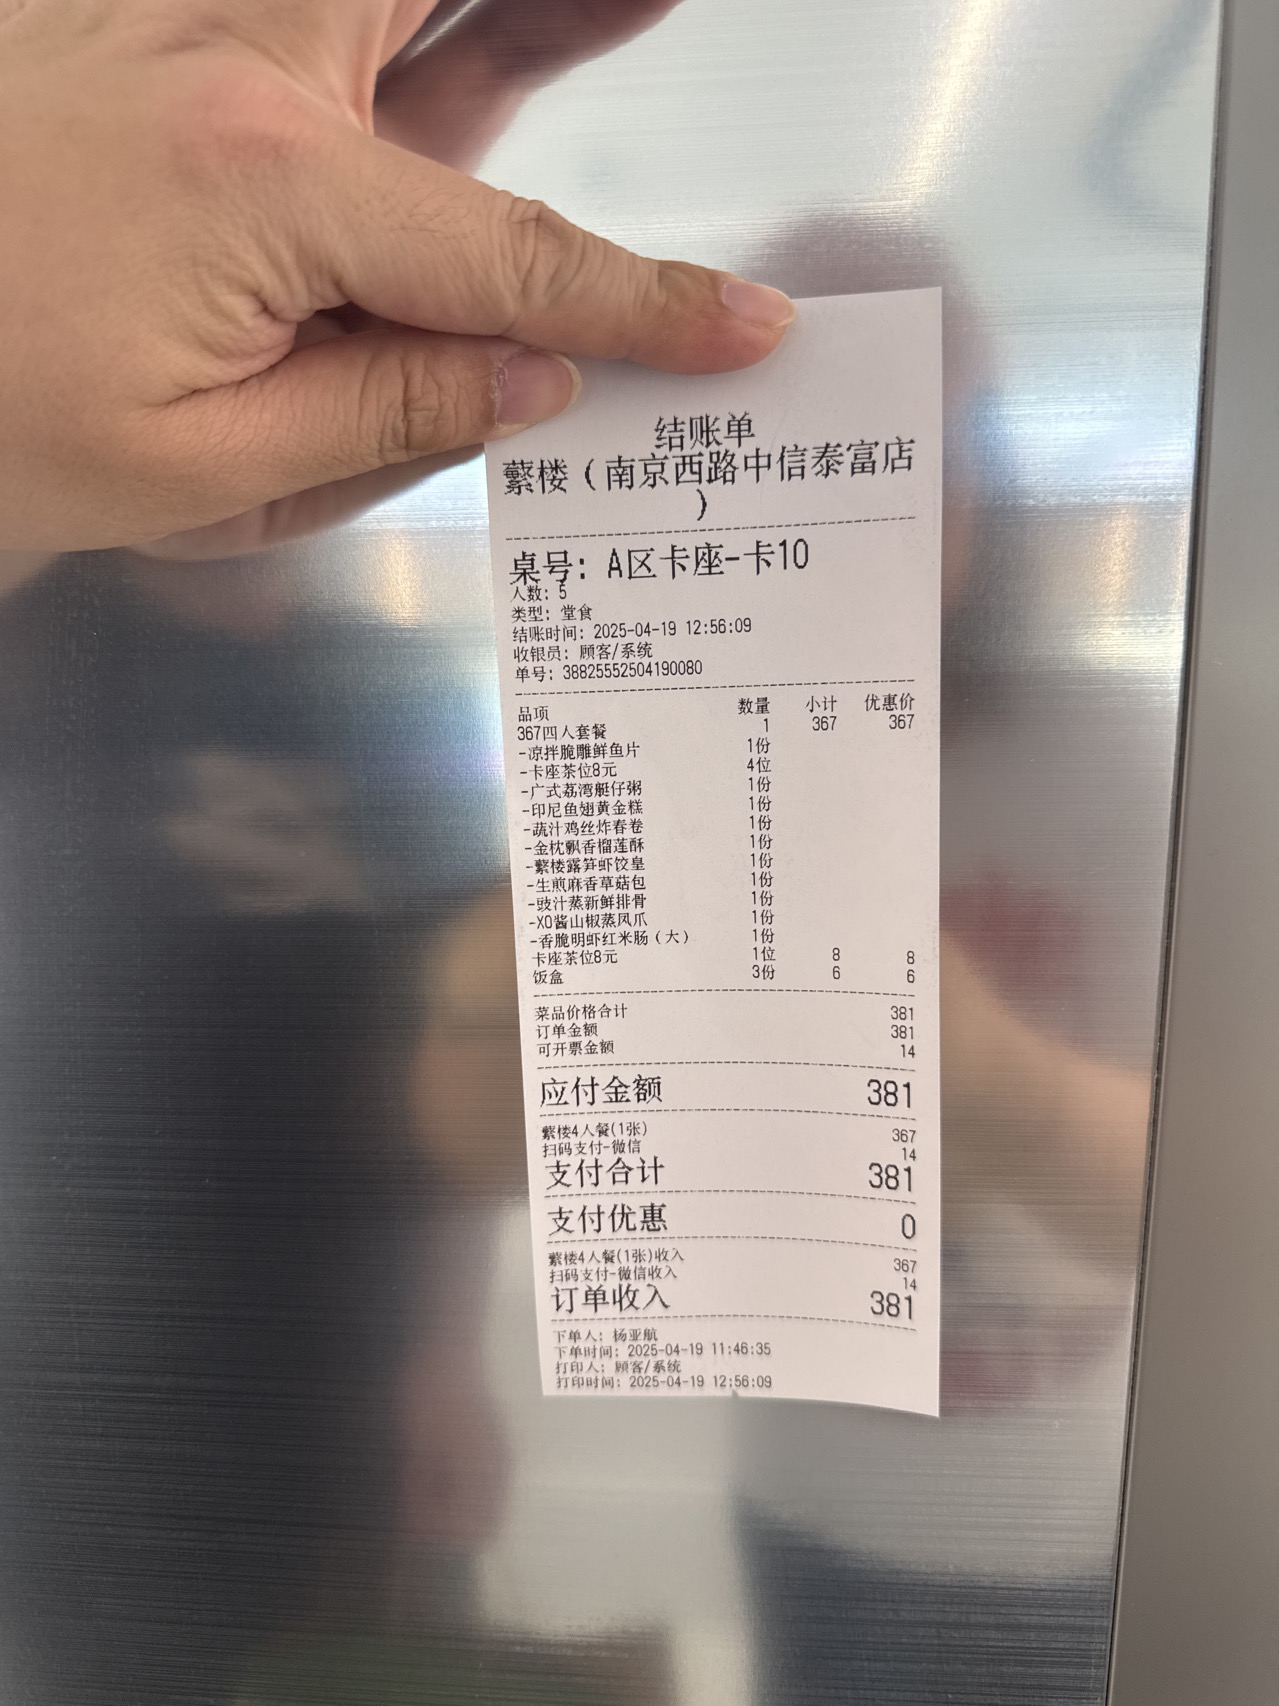 结账单
蘩楼（南京西路中信泰富店
）
桌号：A区卡座-卡10
人数：5
类型：堂食
结账时间：2025-04-19 12:56:09
收银员：顾客/系统
单号：38825552504190080
品项 数量 小计 优惠价
367四人套餐 1 367 367
-凉拌脆雕鲜鱼片 1份
-卡座茶位8元 4位
-广式荔湾艇仔粥 1份
-印尼鱼翅黄金糕 1份
-蔬汁鸡丝炸春卷 1份
-金枕飘香榴莲酥 1份
-蘩楼露笋虾饺皇 1份
-生煎麻香草菇包 1份
-豉汁蒸新鲜排骨 1份
-XO酱山椒蒸凤爪 1份
-香脆明虾红米肠（大） 1份
卡座茶位8元 1位 8 8
饭盒 3份 6 6
菜品价格合计 381
订单金额 381
可开票金额 14
应付金额 381
蘩楼4人餐(1张) 367
扫码支付-微信 14
支付合计 381
支付优惠 0
蘩楼4人餐(1张)收入 367
扫码支付-微信收入 14
订单收入 381
下单人：杨亚航
下单时间：2025-04-19 11:46:35
打印人：顾客/系统
打印时间：2025-04-19 12:56:09